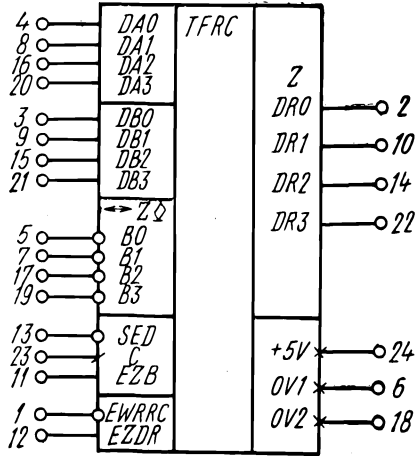 4 DA0 TFRC
8 DA1
16 DA2
20 DA3
Z
3 DB0 DR0 2
9 DB1 DR1 10
15 DB2 DR2 14
21 DB3 DR3 22
↔ Z◊
5 B0
7 B1
17 B2
19 B3
13 SED
23 C +5V 24
11 EZB 0V1 6
1 EWRRC 0V2 18
12 EZDR